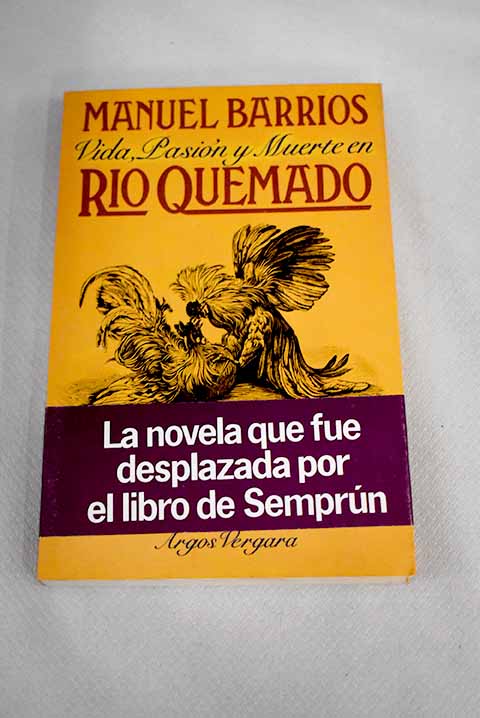 MANUEL BARRIOS
Vida, Pasión y Muerte en
RIO QUEMADO
La novela que fue
desplazada por
el libro de Semprún
Argos Vergara